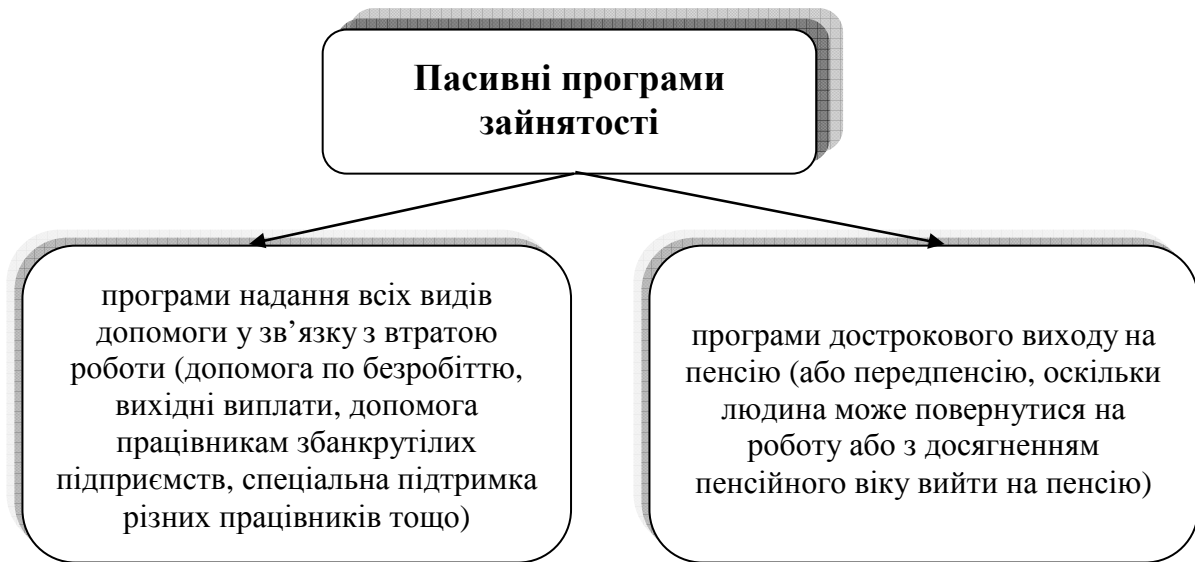 Пасивні програми
зайнятості
програми надання всіх видів
допомоги у зв’язку з втратою
роботи (допомога по безробіттю,
вихідні виплати, допомога
працівникам збанкрутілих
підприємств, спеціальна підтримка
різних працівників тощо)
програми дострокового виходу на
пенсію (або передпенсію, оскільки
людина може повернутися на
роботу або з досягненням
пенсійного віку вийти на пенсію)